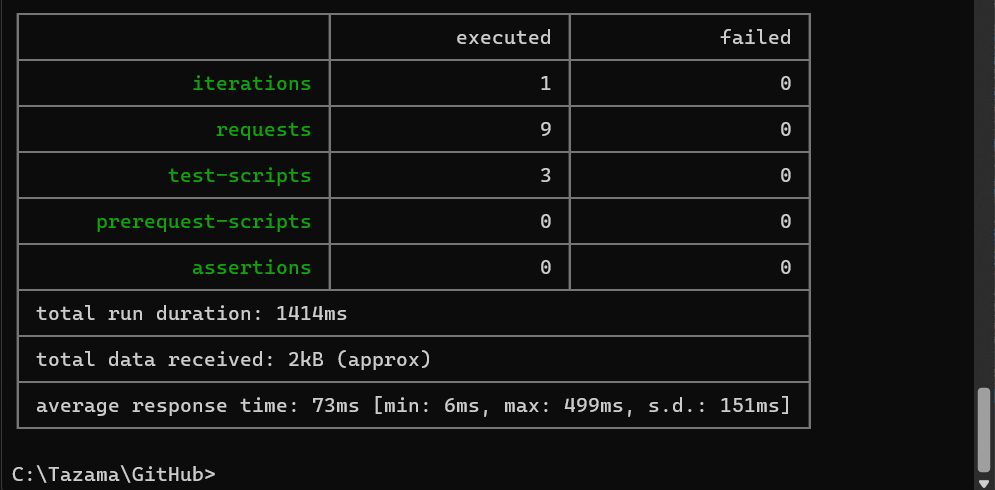 executed failed
iterations 1 0
requests 9 0
test-scripts 3 0
prerequest-scripts 0 0
assertions 0 0
total run duration: 1414ms
total data received: 2kB (approx)
average response time: 73ms [min: 6ms, max: 499ms, s.d.: 151ms]
C:\Tazama\GitHub>